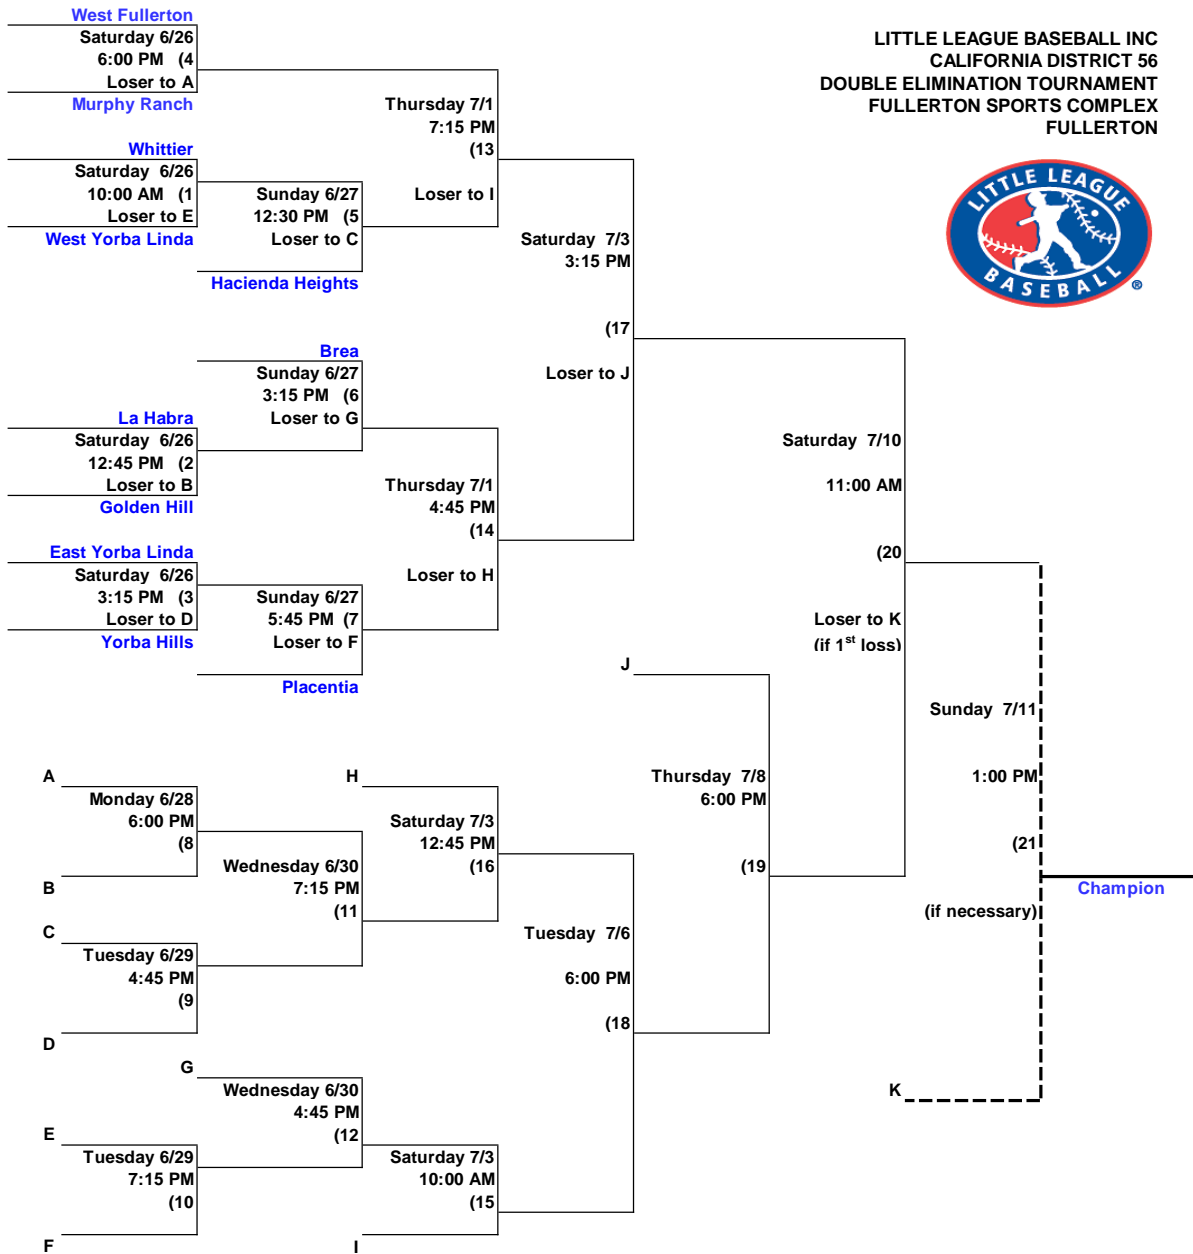 West Fullerton
Saturday 6/26
6:00 PM (4
Loser to A
Murphy Ranch
LITTLE LEAGUE BASEBALL INC
CALIFORNIA DISTRICT 56
DOUBLE ELIMINATION TOURNAMENT
FULLERTON SPORTS COMPLEX
FULLERTON
LITTLE LEAGUE
BASEBALL
®
Thursday 7/1
7:15 PM
(13
Loser to I
Whittier
Saturday 6/26
10:00 AM (1
Loser to E
West Yorba Linda
Sunday 6/27
12:30 PM (5
Loser to C
Hacienda Heights
Saturday 7/3
3:15 PM
(17
Loser to J
Brea
Sunday 6/27
3:15 PM (6
Loser to G
La Habra
Saturday 6/26
12:45 PM (2
Loser to B
Golden Hill
Thursday 7/1
4:45 PM
(14
Loser to H
Saturday 7/10
11:00 AM
(20
Loser to K
(if 1st loss)
East Yorba Linda
Saturday 6/26
3:15 PM (3
Loser to D
Yorba Hills
Sunday 6/27
5:45 PM (7
Loser to F
Placentia
J
Sunday 7/11
1:00 PM
(21
(if necessary)
Champion
A
Monday 6/28
6:00 PM
(8
B
H
Saturday 7/3
12:45 PM
(16
Thursday 7/8
6:00 PM
(19
Wednesday 6/30
7:15 PM
(11
C
Tuesday 6/29
4:45 PM
(9
D
Tuesday 7/6
6:00 PM
(18
G
Wednesday 6/30
4:45 PM
(12
K
E
Tuesday 6/29
7:15 PM
(10
F
Saturday 7/3
10:00 AM
(15
I